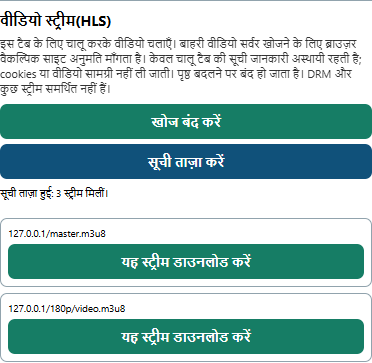 वीडियो स्ट्रीम(HLS)
इस टैब के लिए चालू करके वीडियो चलाएँ। बाहरी वीडियो सर्वर खोजने के लिए ब्राउज़र
वैकल्पिक साइट अनुमति माँगता है। केवल चालू टैब की सूची जानकारी अस्थायी रहती है;
cookies या वीडियो सामग्री नहीं ली जाती। पृष्ठ बदलने पर बंद हो जाता है। DRM और
कुछ स्ट्रीम समर्थित नहीं हैं।
खोज बंद करें
सूची ताज़ा करें
सूची ताज़ा हुई: 3 स्ट्रीम मिलीं।
127.0.0.1/master.m3u8
यह स्ट्रीम डाउनलोड करें
127.0.0.1/180p/video.m3u8
यह स्ट्रीम डाउनलोड करें